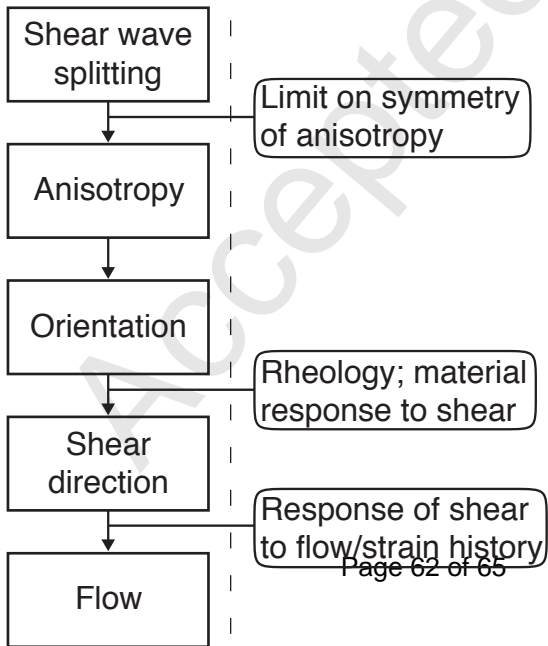 Shear wave
splitting
Limit on symmetry
of anisotropy
Anisotropy
Orientation
Rheology; material
response to shear
Shear
direction
Response of shear
to flow/strain history
Page 62 of 65
Flow
Accepted